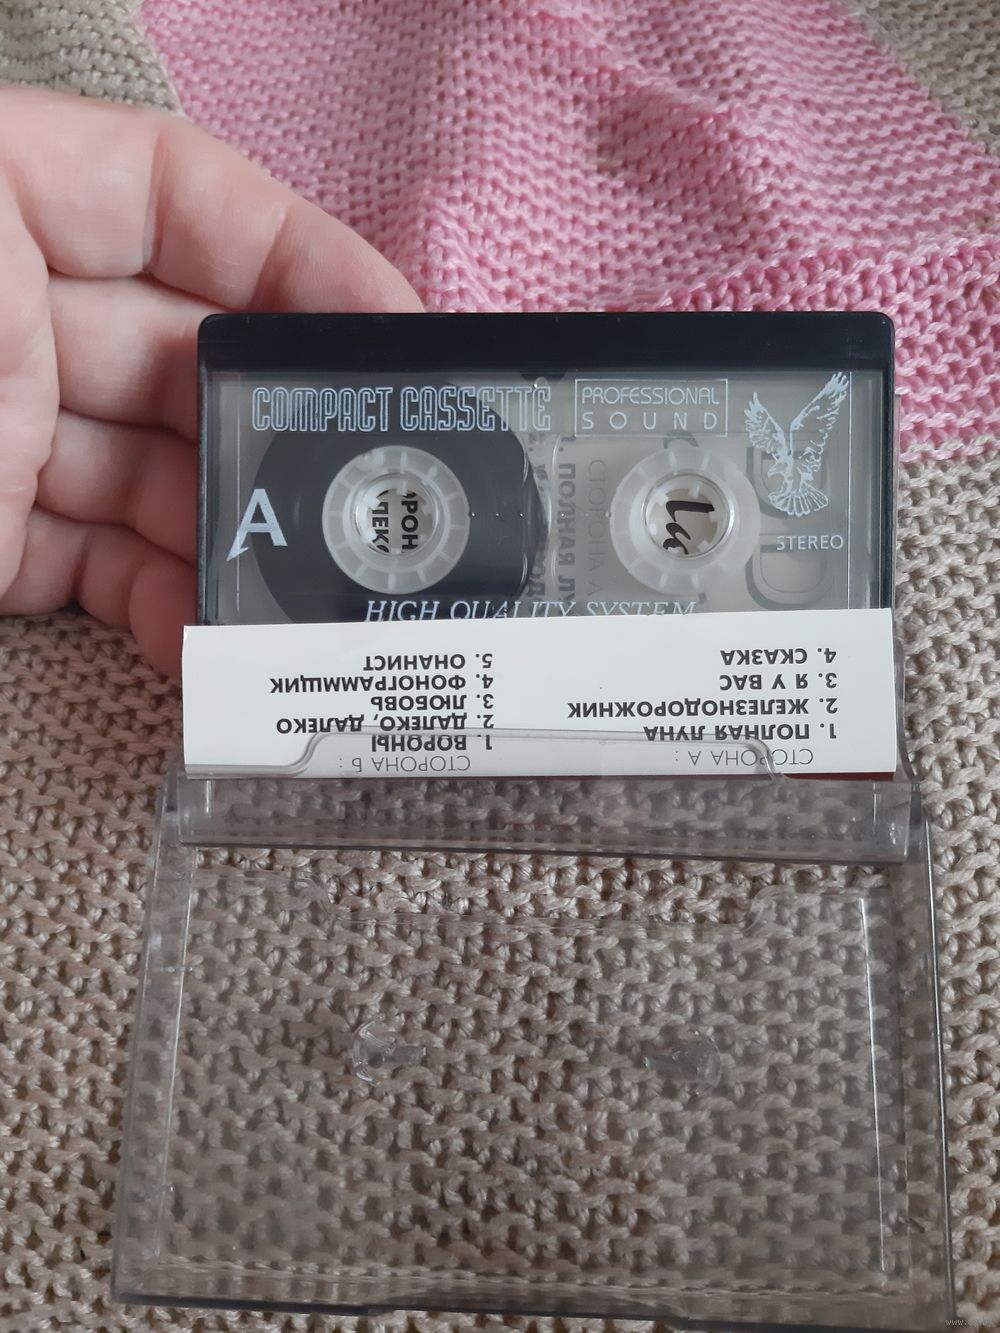 COMPACT CASSETTE
PROFESSIONAL
SOUND
A
STEREO
HIGH QUALITY SYSTEM
СТОРОНА А :
1. ПОЛНАЯ ЛУНА
2. ЖЕЛЕЗНОДОРОЖНИК
3. Я У ВАС
4. СКАЗКА
СТОРОНА Б :
1. ВОРОНЫ
2. ДАЛЕКО, ДАЛЕКО
3. ЛЮБОВЬ
4. ФОНОГРАММЩИК
5. ОНАНИСТ